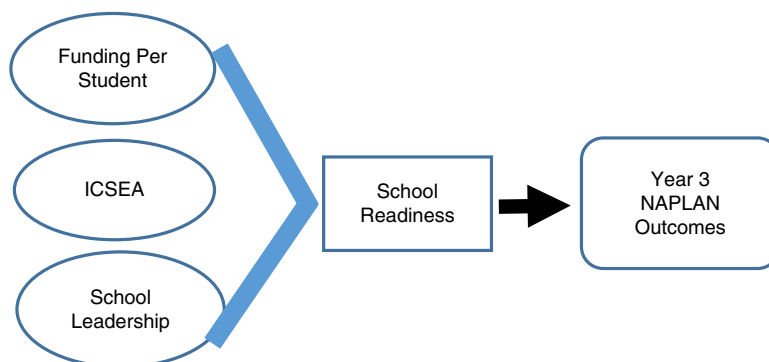 Funding Per
Student
ICSEA
School
Leadership
School
Readiness
Year 3
NAPLAN
Outcomes